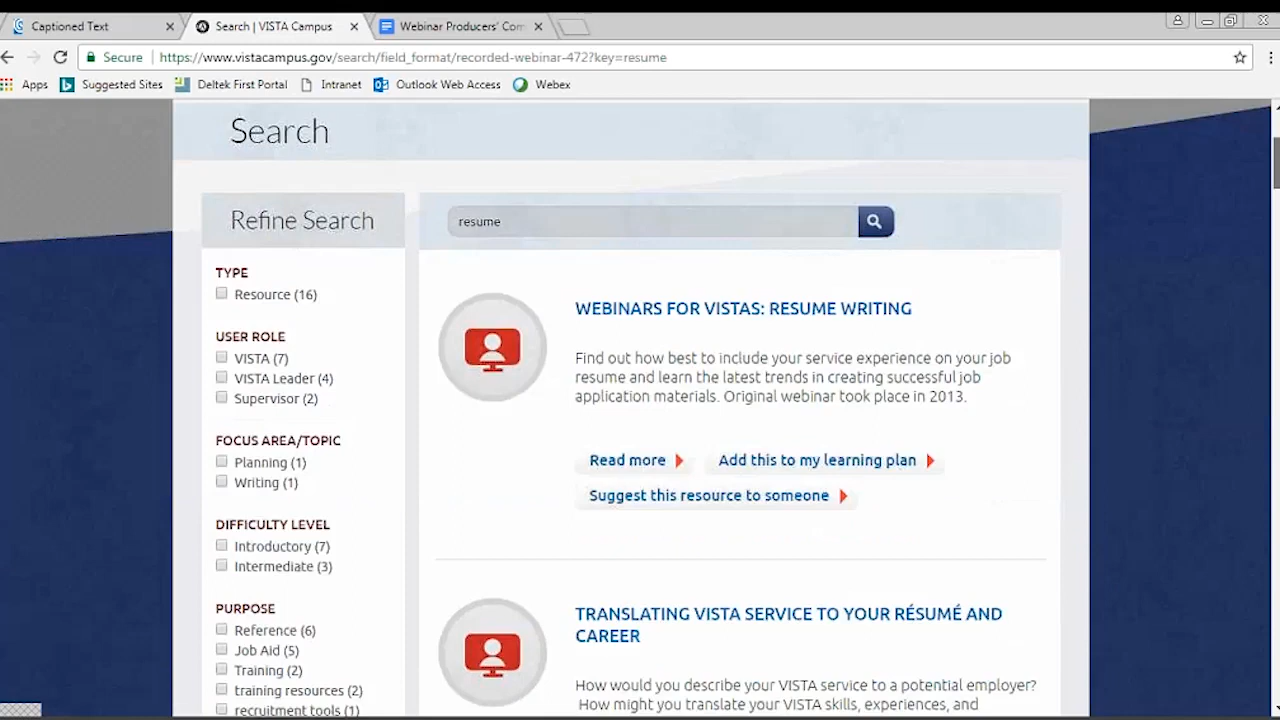 Captioned Text
Search | VISTA Campus
Webinar Producers' Com
Secure
https://www.vistacampus.gov/search/field_format/recorded-webinar-472?key=resume
Apps
Suggested Sites
Deltek First Portal
Intranet
Outlook Web Access
Webex
Search
Refine Search
resume
TYPE
Resource (16)
USER ROLE
VISTA (7)
VISTA Leader (4)
Supervisor (2)
FOCUS AREA/TOPIC
Planning (1)
Writing (1)
DIFFICULTY LEVEL
Introductory (7)
Intermediate (3)
PURPOSE
Reference (6)
Job Aid (5)
Training (2)
training resources (2)
recruitment tools (1)
WEBINARS FOR VISTAS: RESUME WRITING
Find out how best to include your service experience on your job
resume and learn the latest trends in creating successful job
application materials. Original webinar took place in 2013.
Read more
Add this to my learning plan
Suggest this resource to someone
TRANSLATING VISTA SERVICE TO YOUR RÉSUMÉ AND
CAREER
How would you describe your VISTA service to a potential employer?
How might you translate your VISTA skills, experiences, and